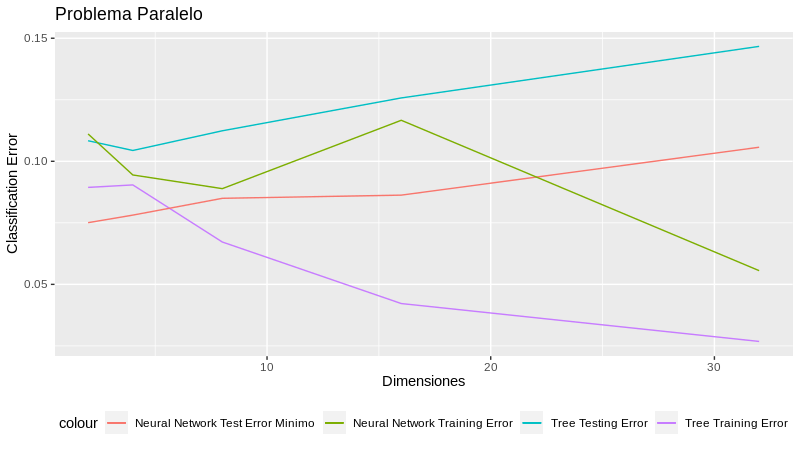 Problema Paralelo
Classification Error
0.15
0.10
0.05
10 20 30
Dimensiones
colour Neural Network Test Error Minimo Neural Network Training Error Tree Testing Error Tree Training Error